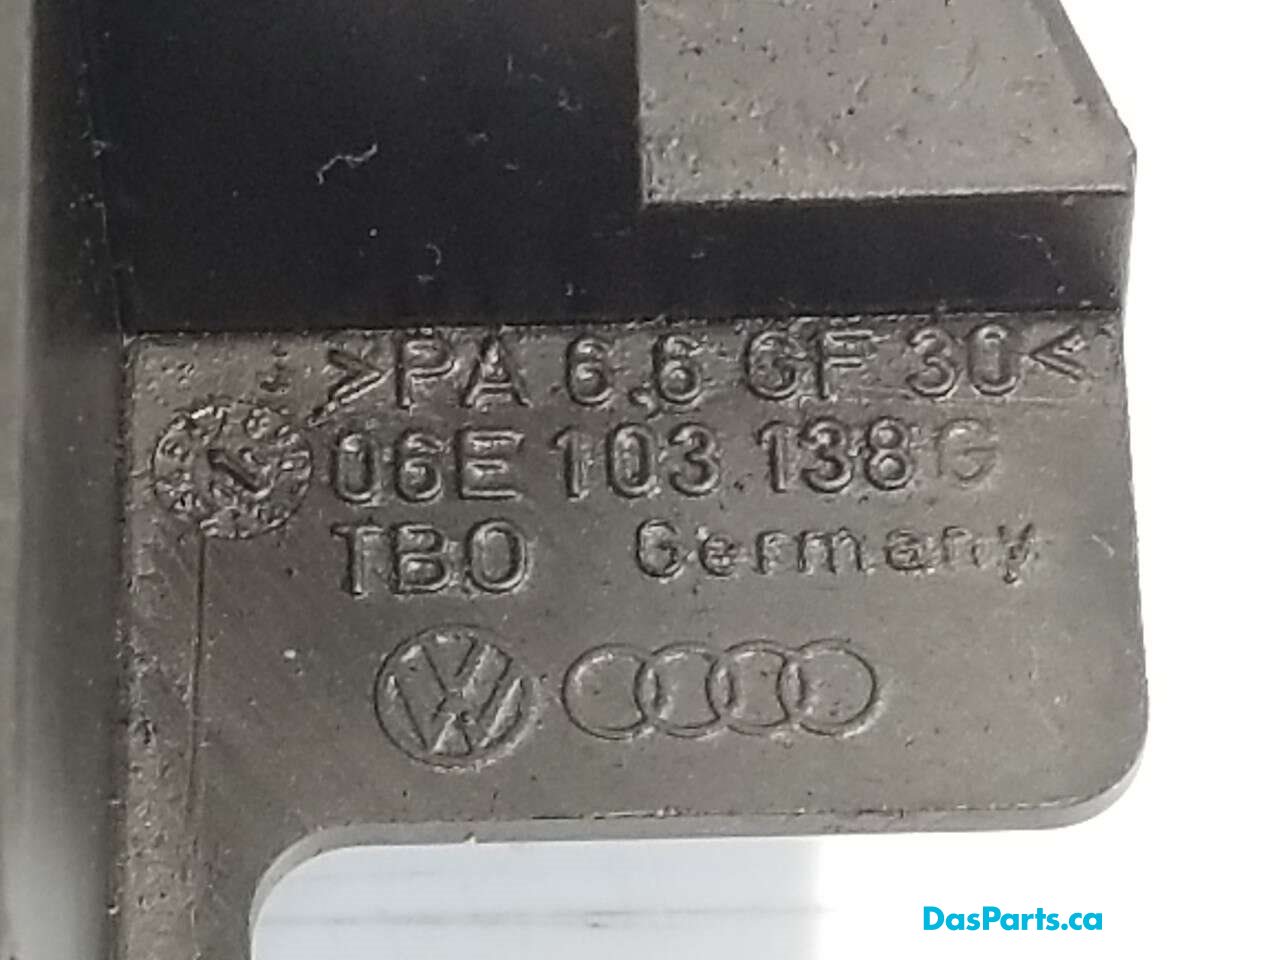 >PA 6.6 GF 30<
06E 103 138 G
TBO Germany
DasParts.ca